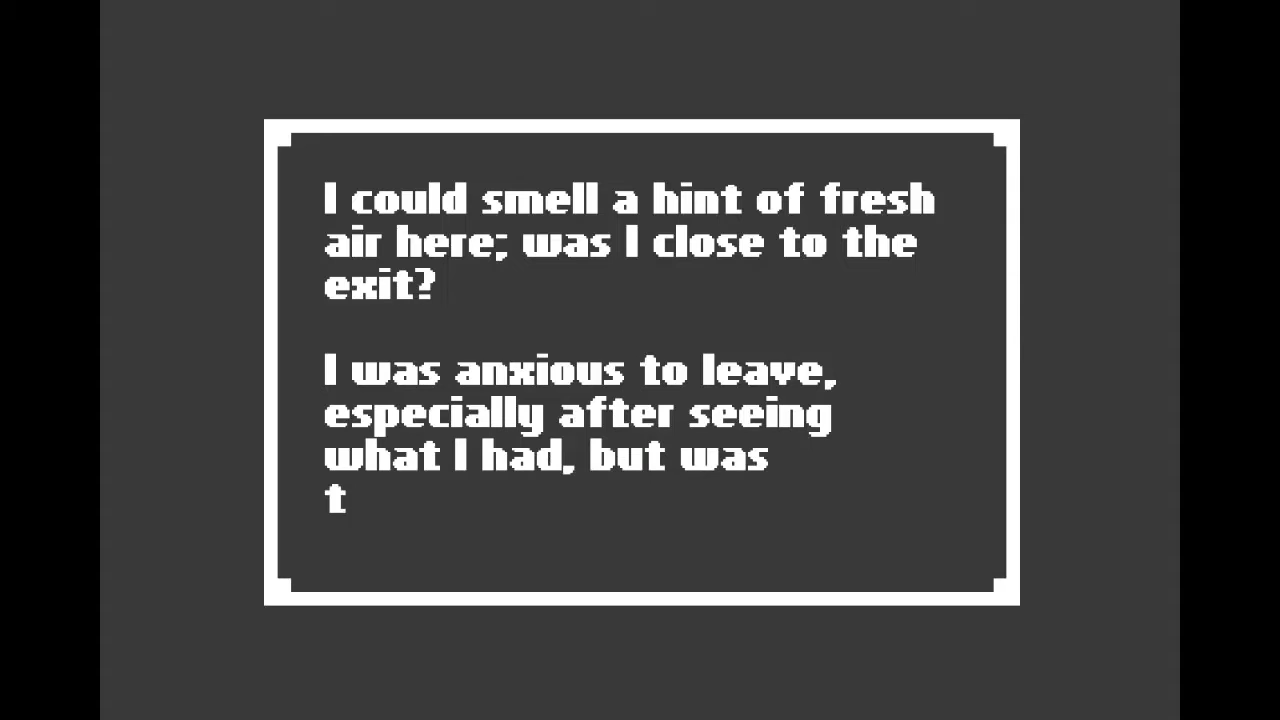 I could smell a hint of fresh
air here; was I close to the
exit?
I was anxious to leave,
especially after seeing
what I had, but was
t